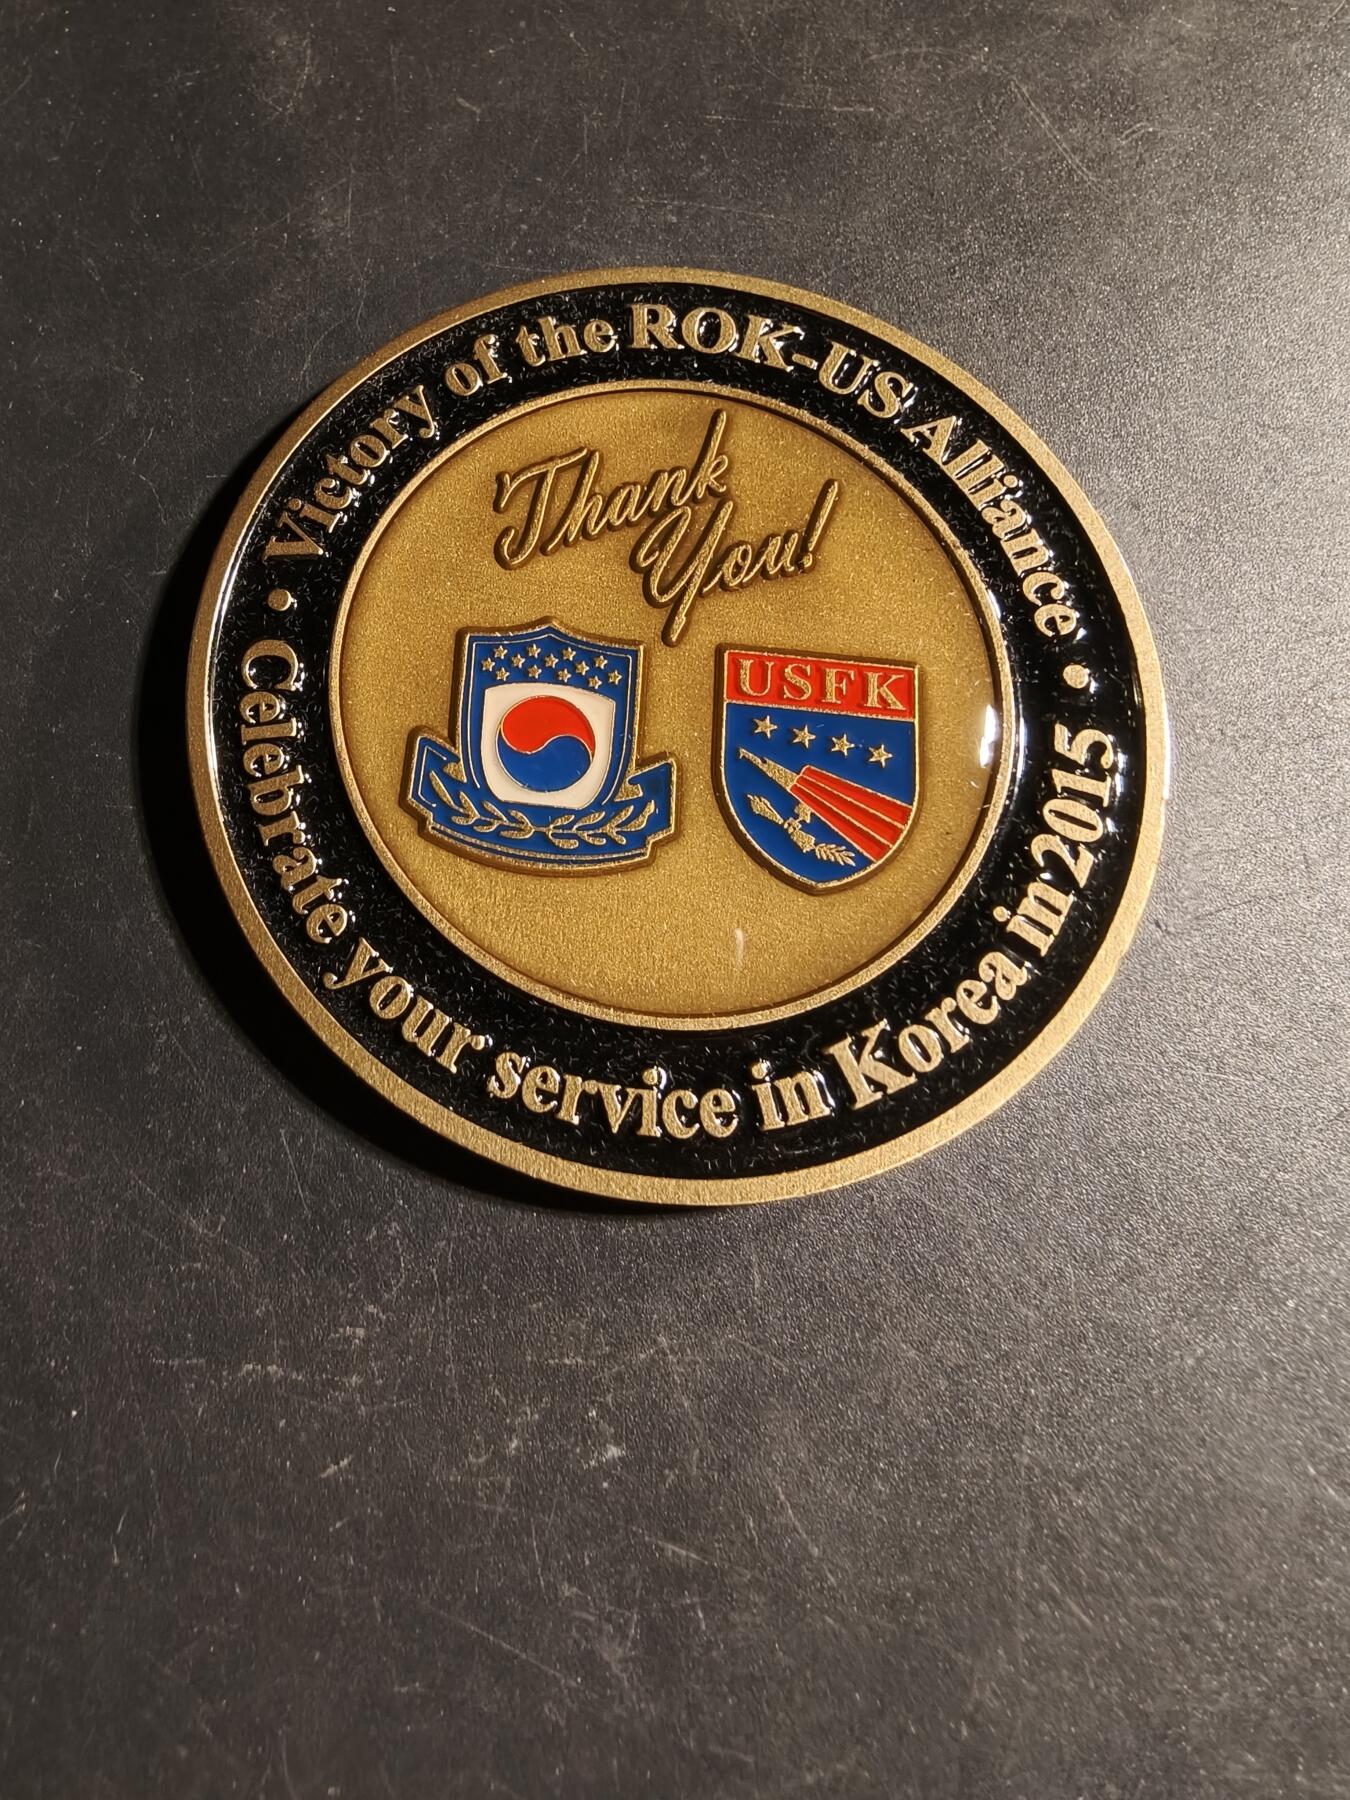 Victory of the ROK-US Alliance
Thank
You!
USFK
• Celebrate your service in Korea in 2015 •